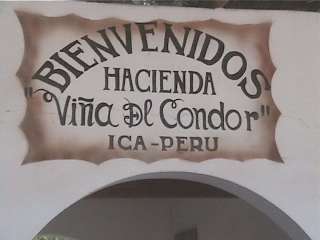 "BIENVENIDOS
HACIENDA
Viña Del Condor"
ICA-PERU